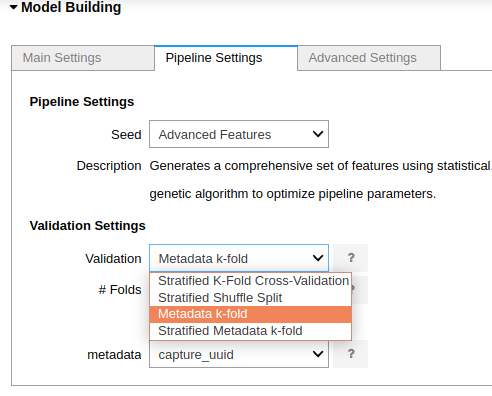 Model Building
Main Settings
Pipeline Settings
Advanced Settings
Pipeline Settings
Seed
Advanced Features
Description
Generates a comprehensive set of features using statistical,
genetic algorithm to optimize pipeline parameters.
Validation Settings
Validation
Metadata k-fold
?
# Folds
?
Stratified K-Fold Cross-Validation
Stratified Shuffle Split
Metadata k-fold
Stratified Metadata k-fold
metadata
capture_uuid
?